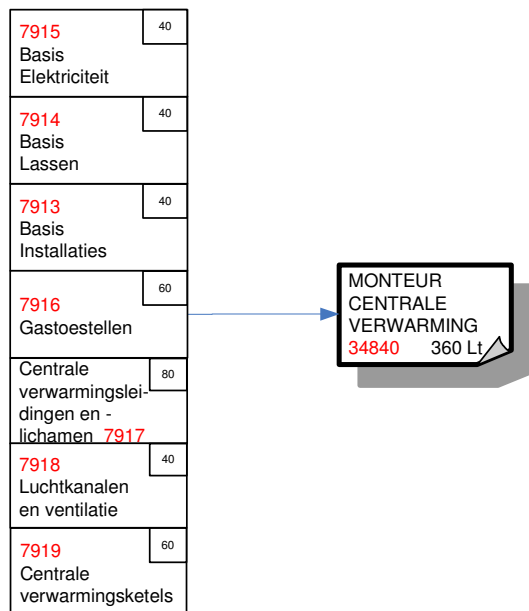 7915 40
Basis
Elektriciteit
7914 40
Basis
Lassen
7913 40
Basis
Installaties
7916 60
Gastoestellen
Centrale 80
verwarmingslei-
dingen en -
lichamen 7917
7918 40
Luchtkanalen
en ventilatie
7919 60
Centrale
verwarmingsketels
MONTEUR
CENTRALE
VERWARMING
34840 360 Lt